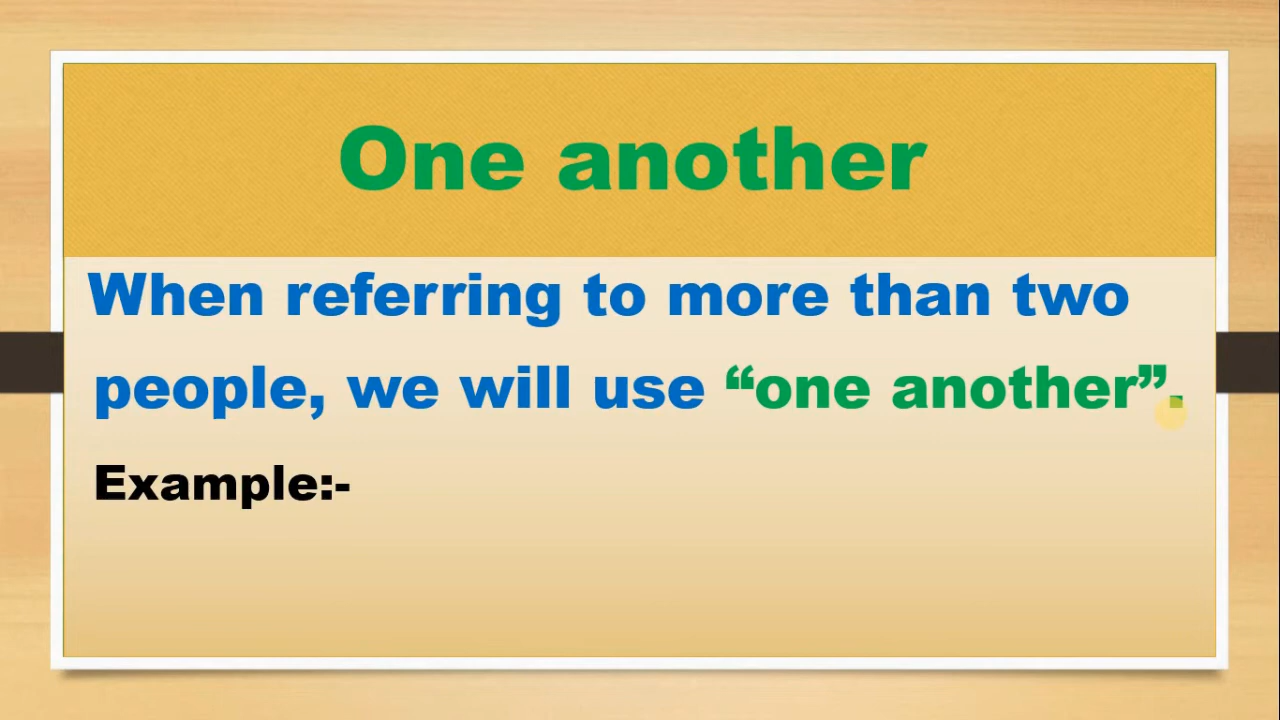 One another
When referring to more than two
people, we will use “one another”.
Example:-